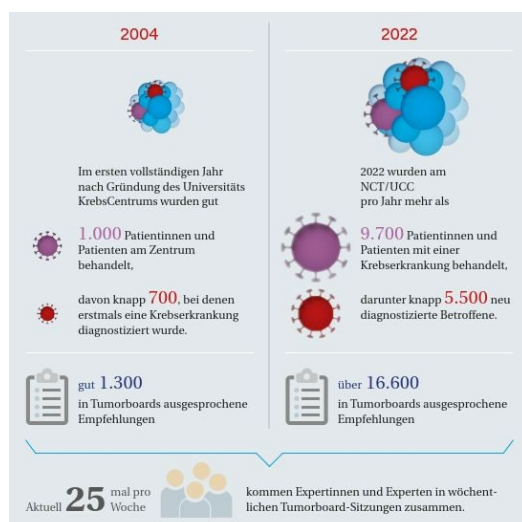 2004
Im ersten vollständigen Jahr
nach Gründung des Universitäts
KrebsCentrums wurden gut
1.000 Patientinnen und
Patienten am Zentrum
behandelt,
davon knapp 700, bei denen
erstmals eine Krebserkrankung
diagnostiziert wurde.
gut 1.300
in Tumorboards ausgesprochene
Empfehlungen
2022
2022 wurden am
NCT/UCC
pro Jahr mehr als
9.700 Patientinnen und
Patienten mit einer
Krebserkrankung behandelt,
darunter knapp 5.500 neu
diagnostizierte Betroffene.
über 16.600
in Tumorboards ausgesprochene
Empfehlungen
Aktuell 25 mal pro
Woche
kommen Expertinnen und Experten in wöchent-
lichen Tumorboard-Sitzungen zusammen.